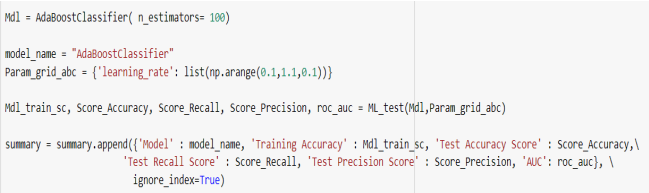 Mdl = AdaBoostClassifier( n_estimators= 100)
model_name = "AdaBoostClassifier"
Param_grid_abc = {'learning_rate': list(np.arange(0.1,1.1,0.1))}
Mdl_train_sc, Score_Accuracy, Score_Recall, Score_Precision, roc_auc = ML_test(Mdl,Param_grid_abc)
summary = summary.append({'Model' : model_name, 'Training Accuracy' : Mdl_train_sc, 'Test Accuracy Score' : Score_Accuracy,\
'Test Recall Score' : Score_Recall, 'Test Precision Score' : Score_Precision, 'AUC': roc_auc}, \
ignore_index=True)